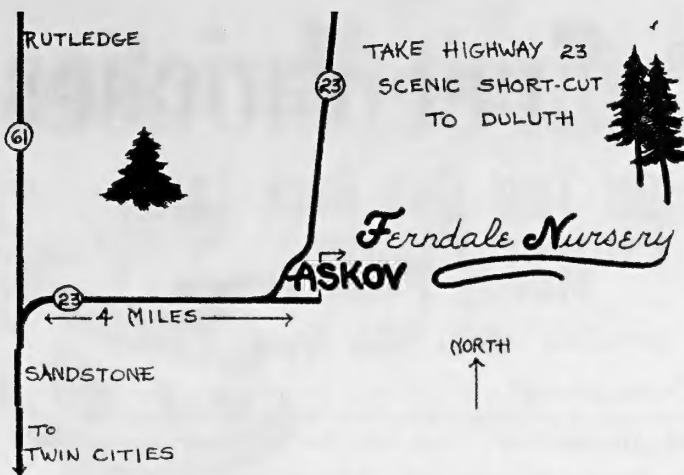 RUTLEDGE
61
23
TAKE HIGHWAY 23
SCENIC SHORT-CUT
TO DULUTH
Ferndale Nursery
ASKOV
23
4 MILES
NORTH
SANDSTONE
TO
TWIN CITIES